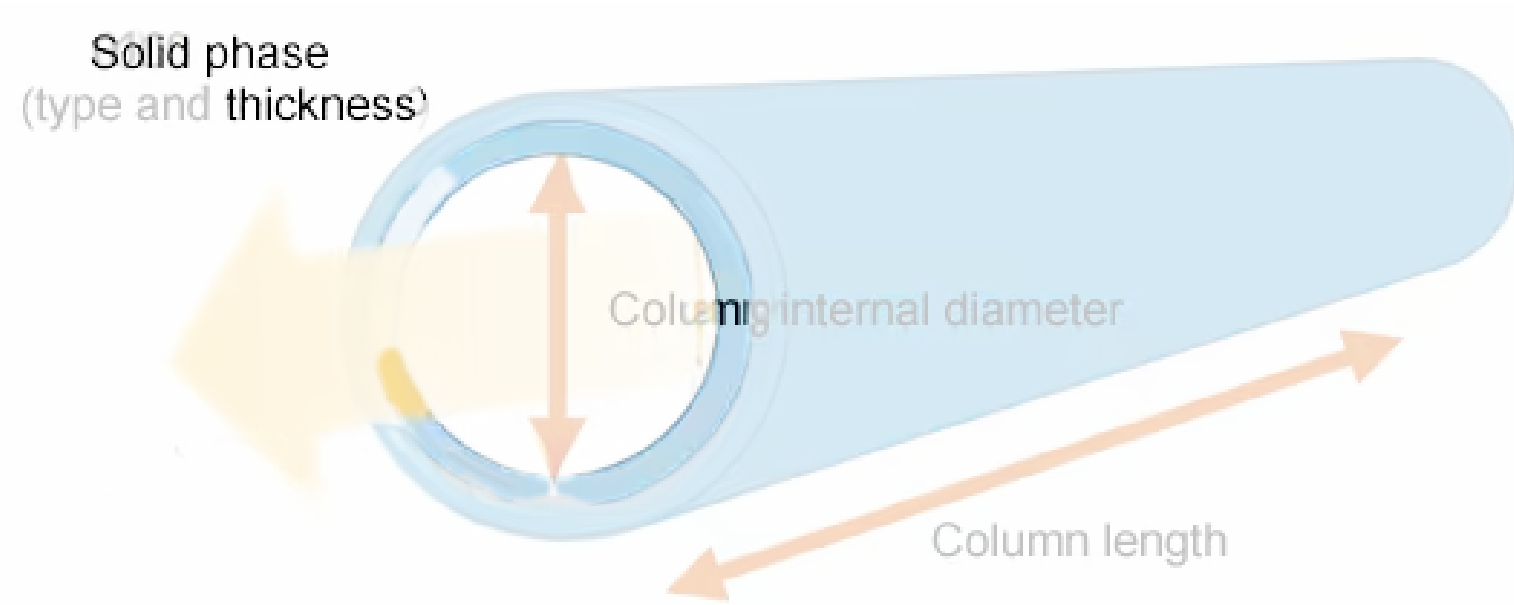 Solid phase
(type and thickness)
Column internal diameter
Column length